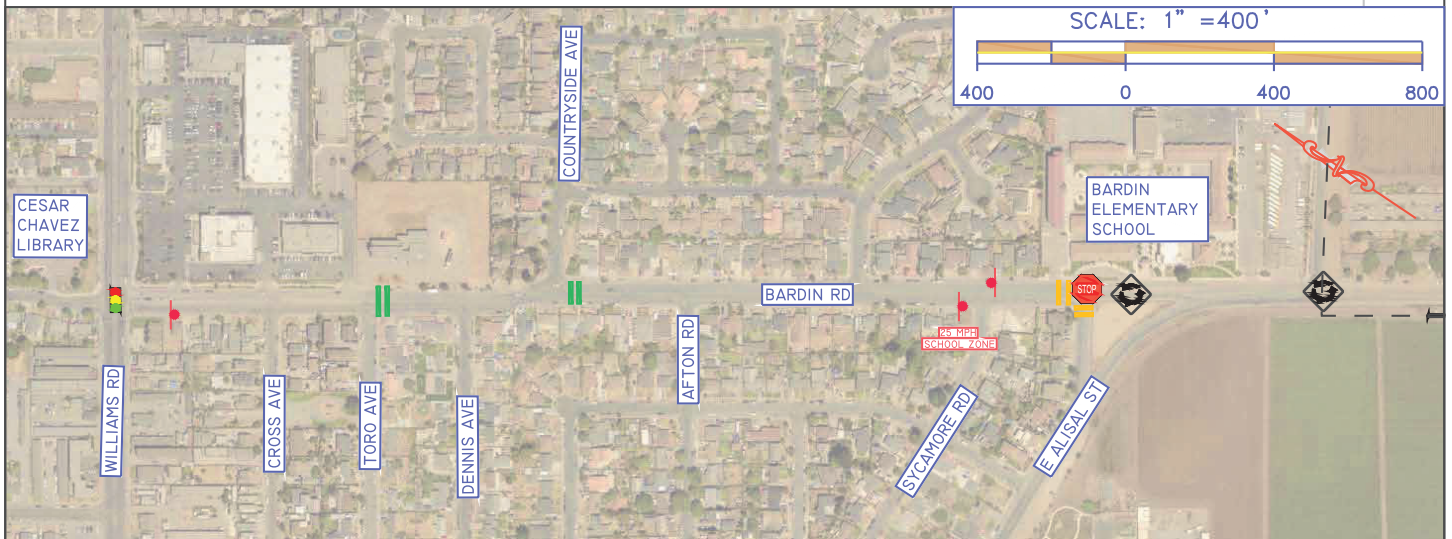 SCALE: 1" =400'
400 0 400 800
COUNTRYSIDE AVE
CESAR
CHAVEZ
LIBRARY
BARDIN
ELEMENTARY
SCHOOL
BARDIN RD
STOP
25 MPH
SCHOOL ZONE
WILLIAMS RD
CROSS AVE
TORO AVE
DENNIS AVE
AFTON RD
SYCAMORE RD
E ALISAL ST